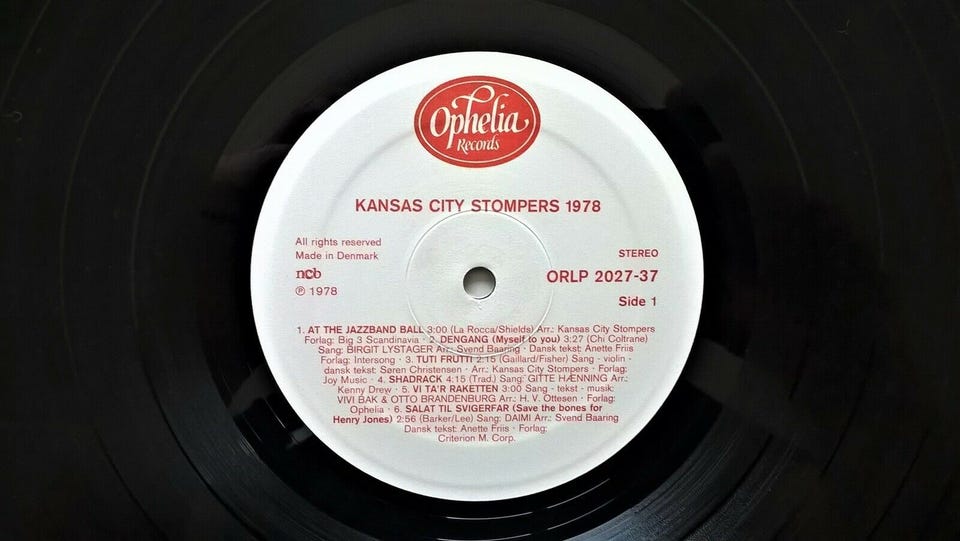 Ophelia
Records
KANSAS CITY STOMPERS 1978
All rights reserved
Made in Denmark
ncb
℗ 1978
STEREO
ORLP 2027-37
Side 1
1. AT THE JAZZBAND BALL 3:00 (La Rocca/Shields) Arr.: Kansas City Stompers
Forlag: Big 3 Scandinavia · 2. DENGANG (Myself to you) 3:27 (Chi Coltrane)
Sang: BIRGIT LYSTAGER Arr.: Svend Baaring · Dansk tekst: Anette Friis
Forlag: Intersong · 3. TUTI FRUTTI 2:15 (Gaillard/Fisher) Sang - violin -
dansk tekst: Søren Christensen · Arr.: Kansas City Stompers · Forlag:
Joy Music · 4. SHADRACK 4:15 (Trad.) Sang: GITTE HÆNNING Arr.:
Kenny Drew · 5. VI TA'R RAKETTEN 3:00 Sang - tekst - musik:
VIVI BAK & OTTO BRANDENBURG Arr.: H. V. Ottesen · Forlag:
Ophelia · 6. SALAT TIL SVIGERFAR (Save the bones for
Henry Jones) 2:56 (Barker/Lee) Sang: DAIMI Arr.: Svend Baaring
Dansk tekst: Anette Friis · Forlag:
Criterion M. Corp.